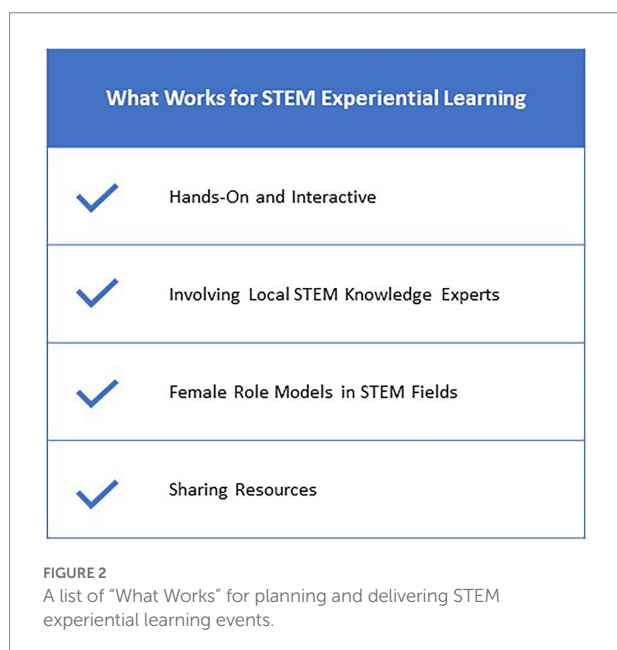 What Works for STEM Experiential Learning
Hands-On and Interactive
Involving Local STEM Knowledge Experts
Female Role Models in STEM Fields
Sharing Resources
FIGURE 2
A list of “What Works” for planning and delivering STEM
experiential learning events.